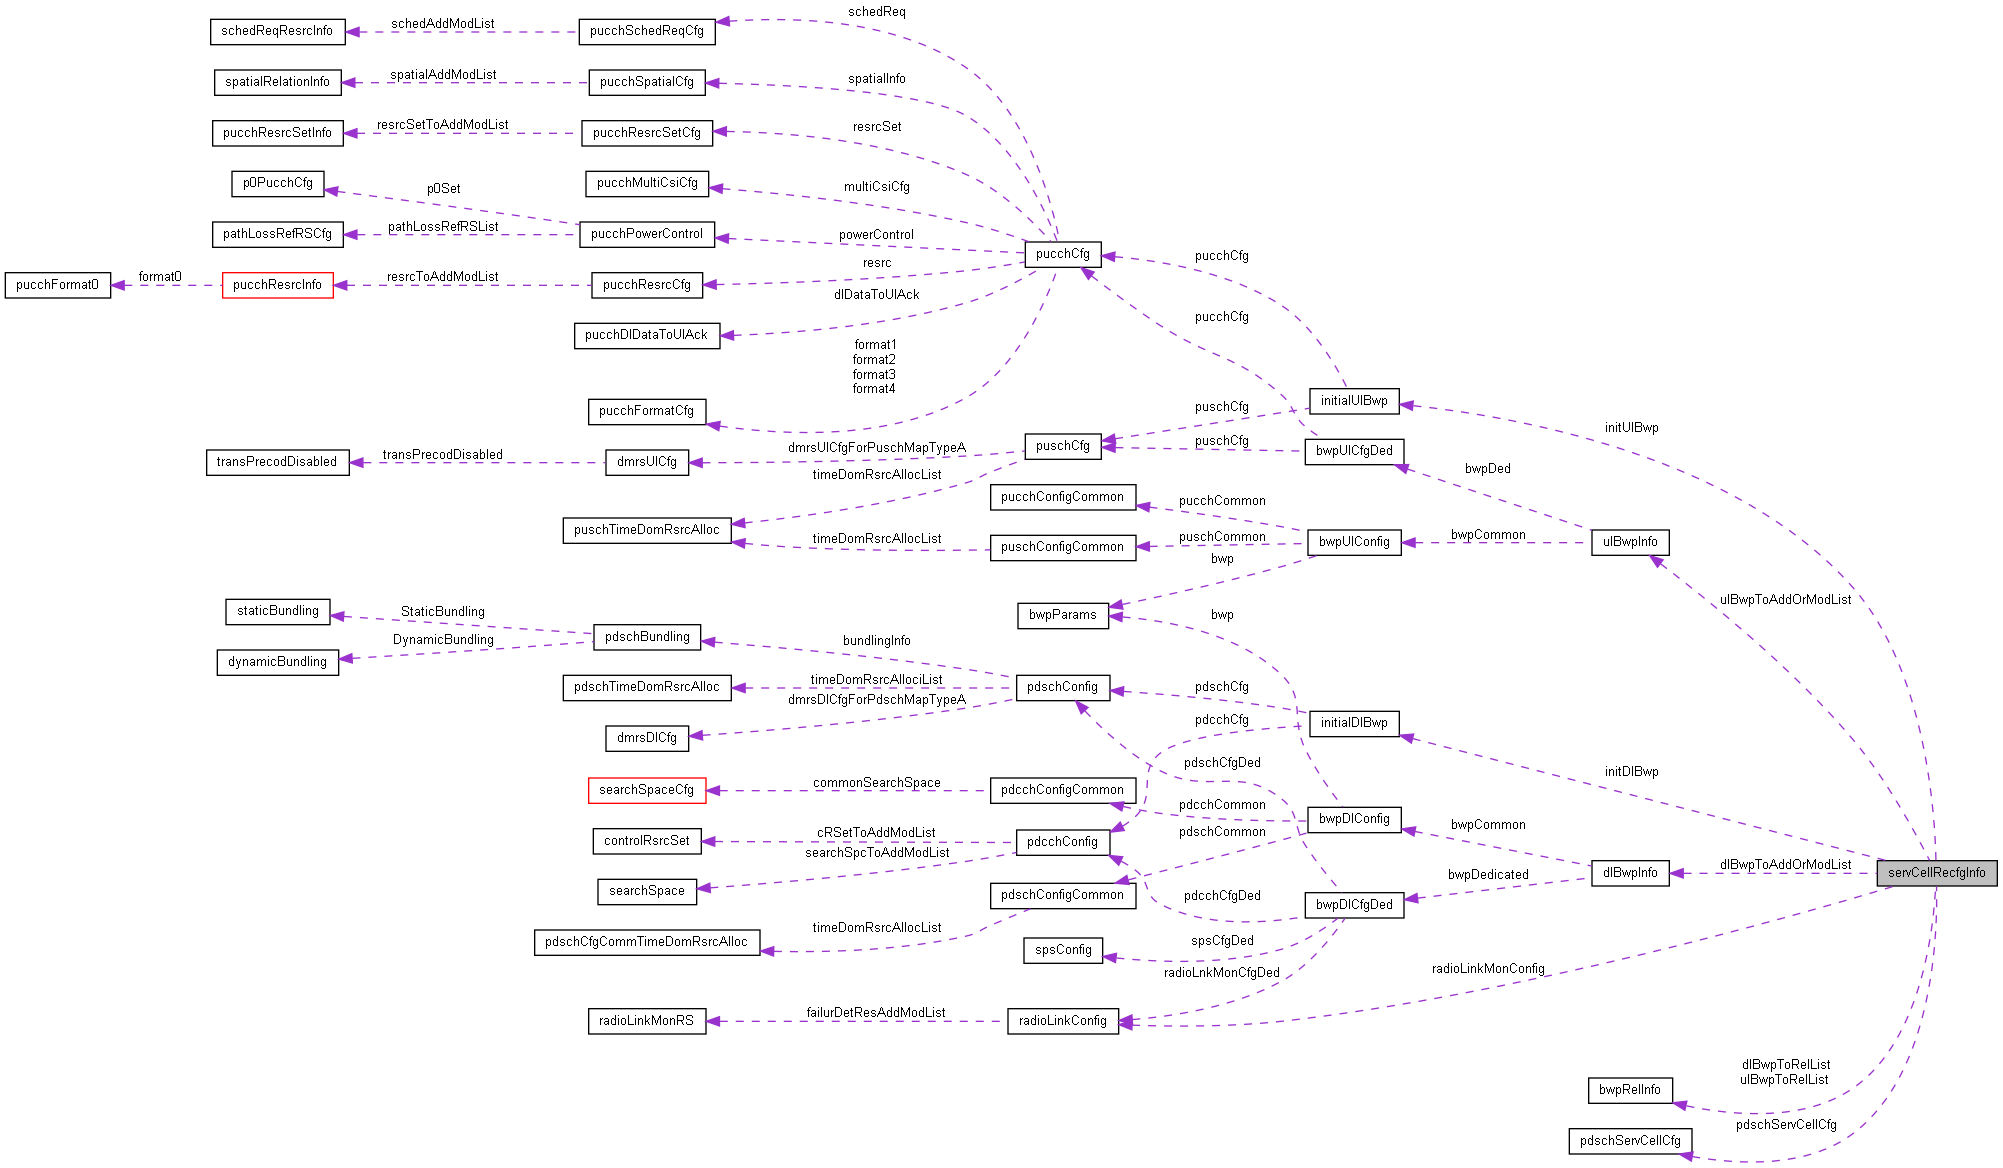 schedReq
schedReqResrcInfo
schedAddModList
pucchSchedReqCfg
spatialRelationInfo
spatialAddModList
pucchSpatialCfg
spatialInfo
pucchResrcSetInfo
resrcSetToAddModList
pucchResrcSetCfg
resrcSet
p0PucchCfg
p0Set
pucchMultiCsiCfg
multiCsiCfg
pathLossRefRSCfg
pathLossRefRSList
pucchPowerControl
powerControl
pucchCfg
pucchCfg
pucchFormat0
format0
pucchResrcInfo
resrcToAddModList
pucchResrcCfg
resrc
dlDataToUlAck
pucchCfg
pucchDlDataToUlAck
format1
format2
format3
format4
pucchFormatCfg
initialUlBwp
puschCfg
initUlBwp
transPrecodDisabled
transPrecodDisabled
dmrsUlCfg
dmrsUlCfgForPuschMapTypeA
puschCfg
puschCfg
bwpUlCfgDed
bwpDed
timeDomRsrcAllocList
pucchConfigCommon
pucchCommon
puschTimeDomRsrcAlloc
timeDomRsrcAllocList
puschConfigCommon
puschCommon
bwpUlConfig
bwpCommon
ulBwpInfo
bwp
ulBwpToAddOrModList
staticBundling
StaticBundling
bwpParams
bwp
dynamicBundling
DynamicBundling
pdschBundling
bundlingInfo
pdschTimeDomRsrcAlloc
timeDomRsrcAllociList
pdschConfig
pdschCfg
dmrsDlCfgForPdschMapTypeA
pdcchCfg
initialDlBwp
dmrsDlCfg
pdschCfgDed
initDlBwp
searchSpaceCfg
commonSearchSpace
pdcchConfigCommon
pdcchCommon
bwpDlConfig
bwpCommon
controlRsrcSet
cRSetToAddModList
pdcchConfig
pdschCommon
searchSpcToAddModList
searchSpace
dlBwpInfo
dlBwpToAddOrModList
servCellRecfgInfo
bwpDedicated
pdschConfigCommon
pdcchCfgDed
bwpDlCfgDed
pdschCfgCommTimeDomRsrcAlloc
timeDomRsrcAllocList
spsConfig
spsCfgDed
radioLnkMonCfgDed
radioLinkMonConfig
radioLinkMonRS
failurDetResAddModList
radioLinkConfig
dlBwpToRelList
ulBwpToRelList
bwpRelInfo
pdschServCellCfg
pdschServCellCfg